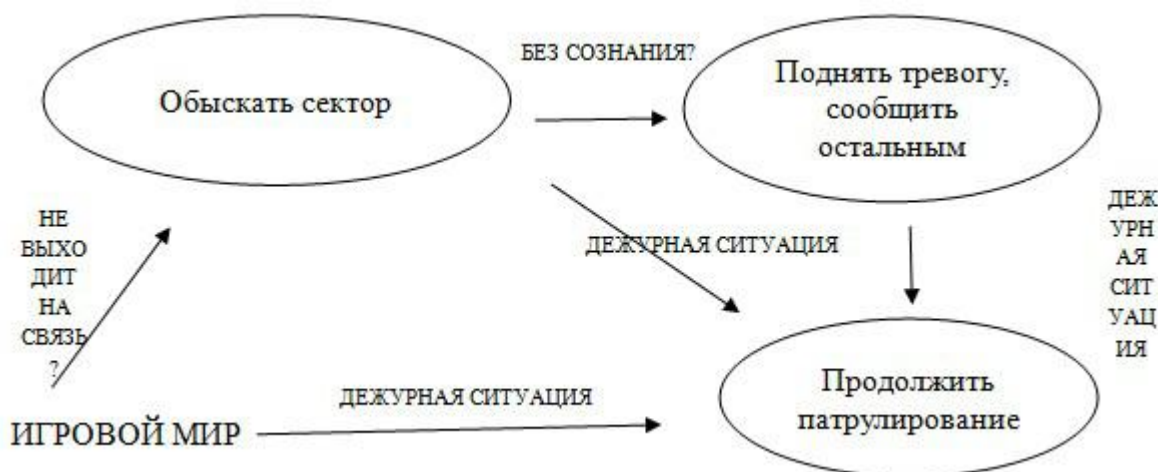 БЕЗ СОЗНАНИЯ?
Обыскать сектор
Поднять тревогу,
сообщить
остальным
НЕ
ВЫХО
ДИТ
НА
СВЯЗЬ
?
ДЕЖУРНАЯ СИТУАЦИЯ
ДЕЖ
УРН
АЯ
СИТ
УАЦ
ИЯ
ДЕЖУРНАЯ СИТУАЦИЯ
Продолжить
патрулирование
ИГРОВОЙ МИР